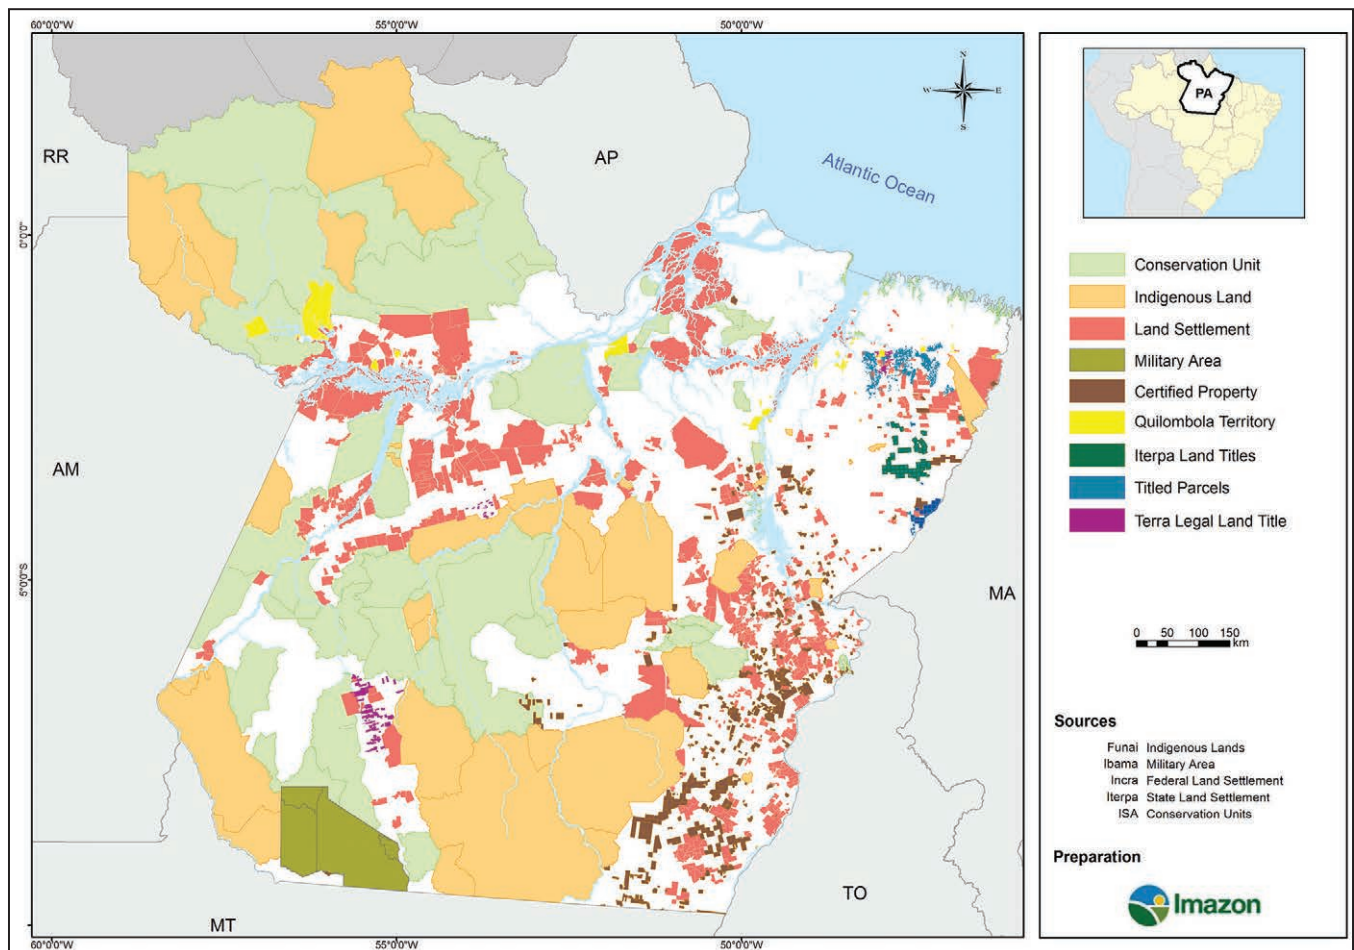 60°0'0"W 55°0'0"W 50°0'0"W
N
W E
S
RR
AP
Atlantic Ocean
0°0'0"
AM
5°0'0"S
MA
TO
MT
60°0'0"W 55°0'0"W 50°0'0"W
PA
Conservation Unit
Indigenous Land
Land Settlement
Military Area
Certified Property
Quilombola Territory
Iterpa Land Titles
Titled Parcels
Terra Legal Land Title
0 50 100 150
km
Sources
Funai Indigenous Lands
Ibama Military Area
Incra Federal Land Settlement
Iterpa State Land Settlement
ISA Conservation Units
Preparation
Imazon